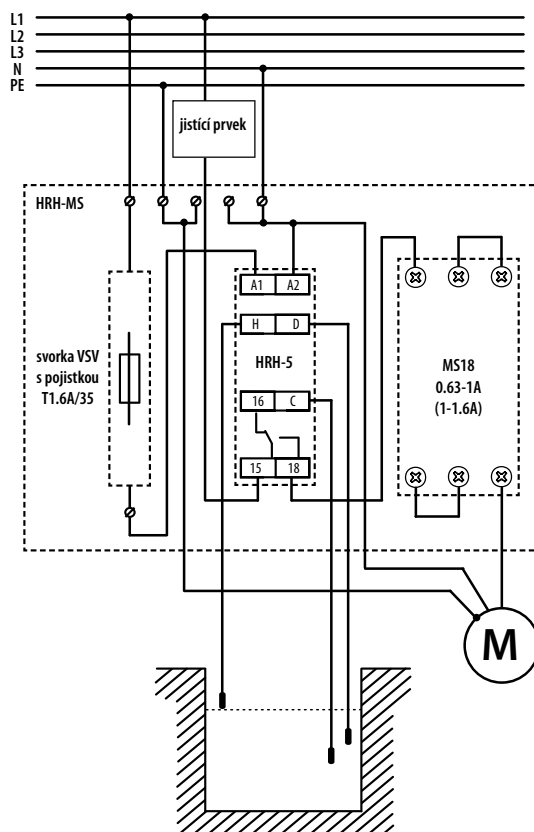 L1
L2
L3
N
PE
jistící prvek
HRH-MS
A1 A2
H D
HRH-5
16 C
15 18
svorka VSV
s pojistkou
T1.6A/35
MS18
0.63-1A
(1-1.6A)
M